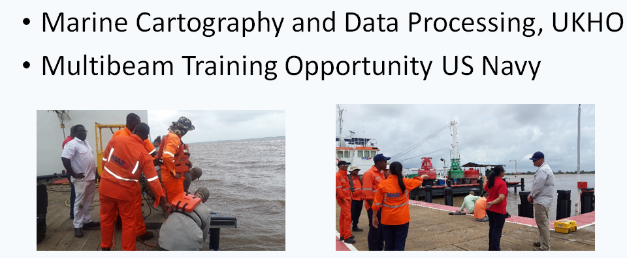 • Marine Cartography and Data Processing, UKHO
• Multibeam Training Opportunity US Navy